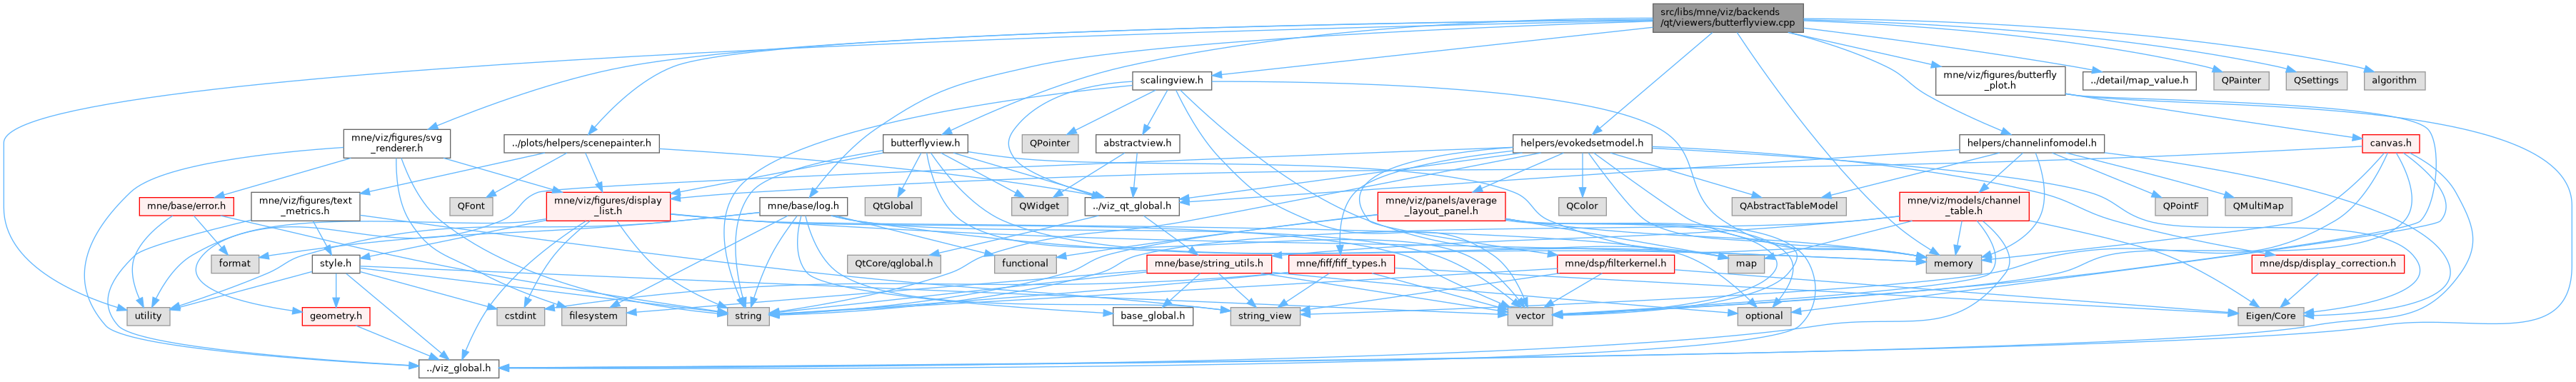 src/libs/mne/viz/backends
/qt/viewers/butterflyview.cpp
scalingview.h
mne/viz/figures/butterfly
_plot.h
../detail/map_value.h
QPainter
QSettings
algorithm
mne/viz/figures/svg
_renderer.h
../plots/helpers/scenepainter.h
butterflyview.h
QPointer
abstractview.h
helpers/evokedsetmodel.h
helpers/channelinfomodel.h
canvas.h
mne/base/error.h
mne/viz/figures/text
_metrics.h
QFont
mne/viz/figures/display
_list.h
mne/base/log.h
QtGlobal
QWidget
../viz_qt_global.h
mne/viz/panels/average
_layout_panel.h
QColor
QAbstractTableModel
mne/viz/models/channel
_table.h
QPointF
QMultiMap
format
style.h
QtCore/qglobal.h
functional
mne/base/string_utils.h
mne/fiff/fiff_types.h
mne/dsp/filterkernel.h
map
memory
mne/dsp/display_correction.h
utility
geometry.h
cstdint
filesystem
string
base_global.h
string_view
vector
optional
Eigen/Core
../viz_global.h